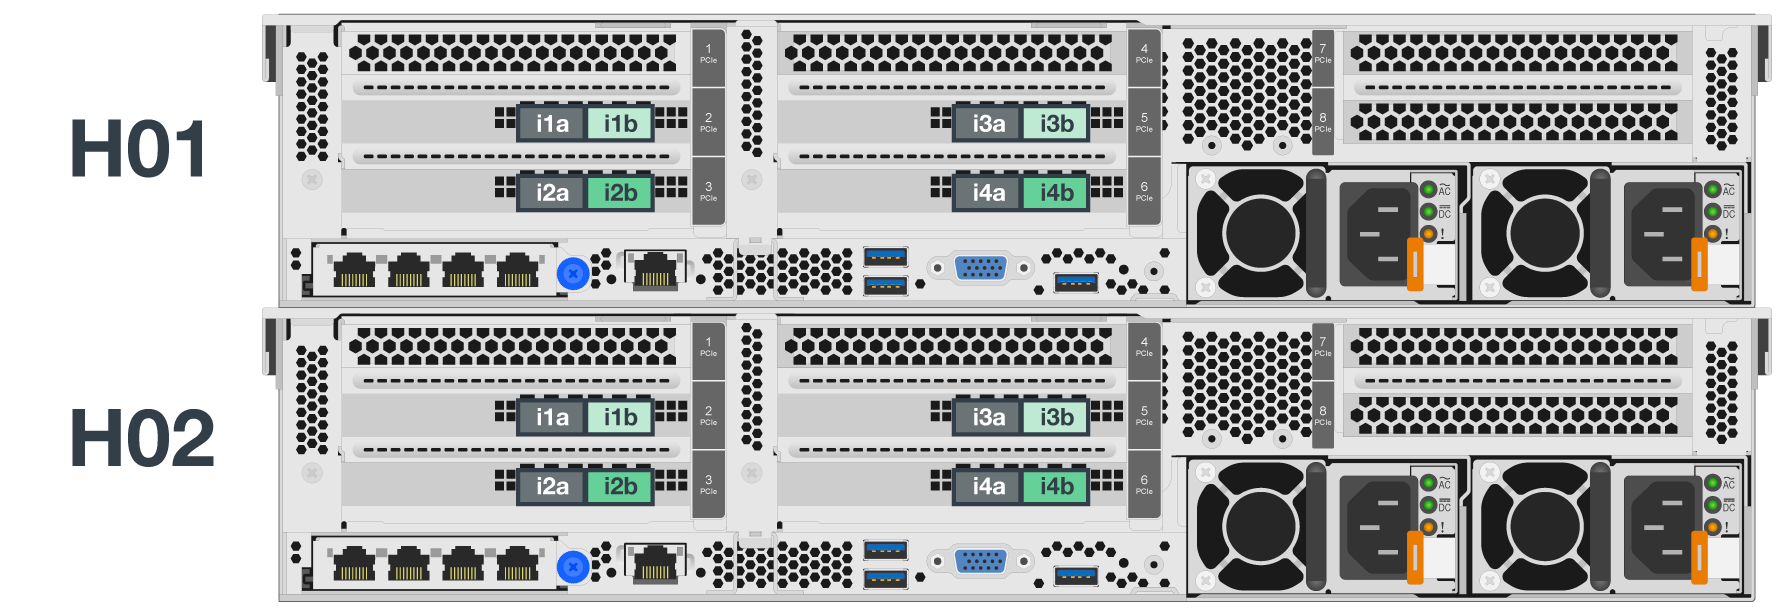 H01
1
PCIe
4
PCIe
7
PCIe
i1a i1b
2
PCIe
i3a i3b
5
PCIe
8
PCIe
i2a i2b
3
PCIe
i4a i4b
6
PCIe
AC
DC
!
AC
DC
!
H02
1
PCIe
4
PCIe
7
PCIe
i1a i1b
2
PCIe
i3a i3b
5
PCIe
8
PCIe
i2a i2b
3
PCIe
i4a i4b
6
PCIe
AC
DC
!
AC
DC
!